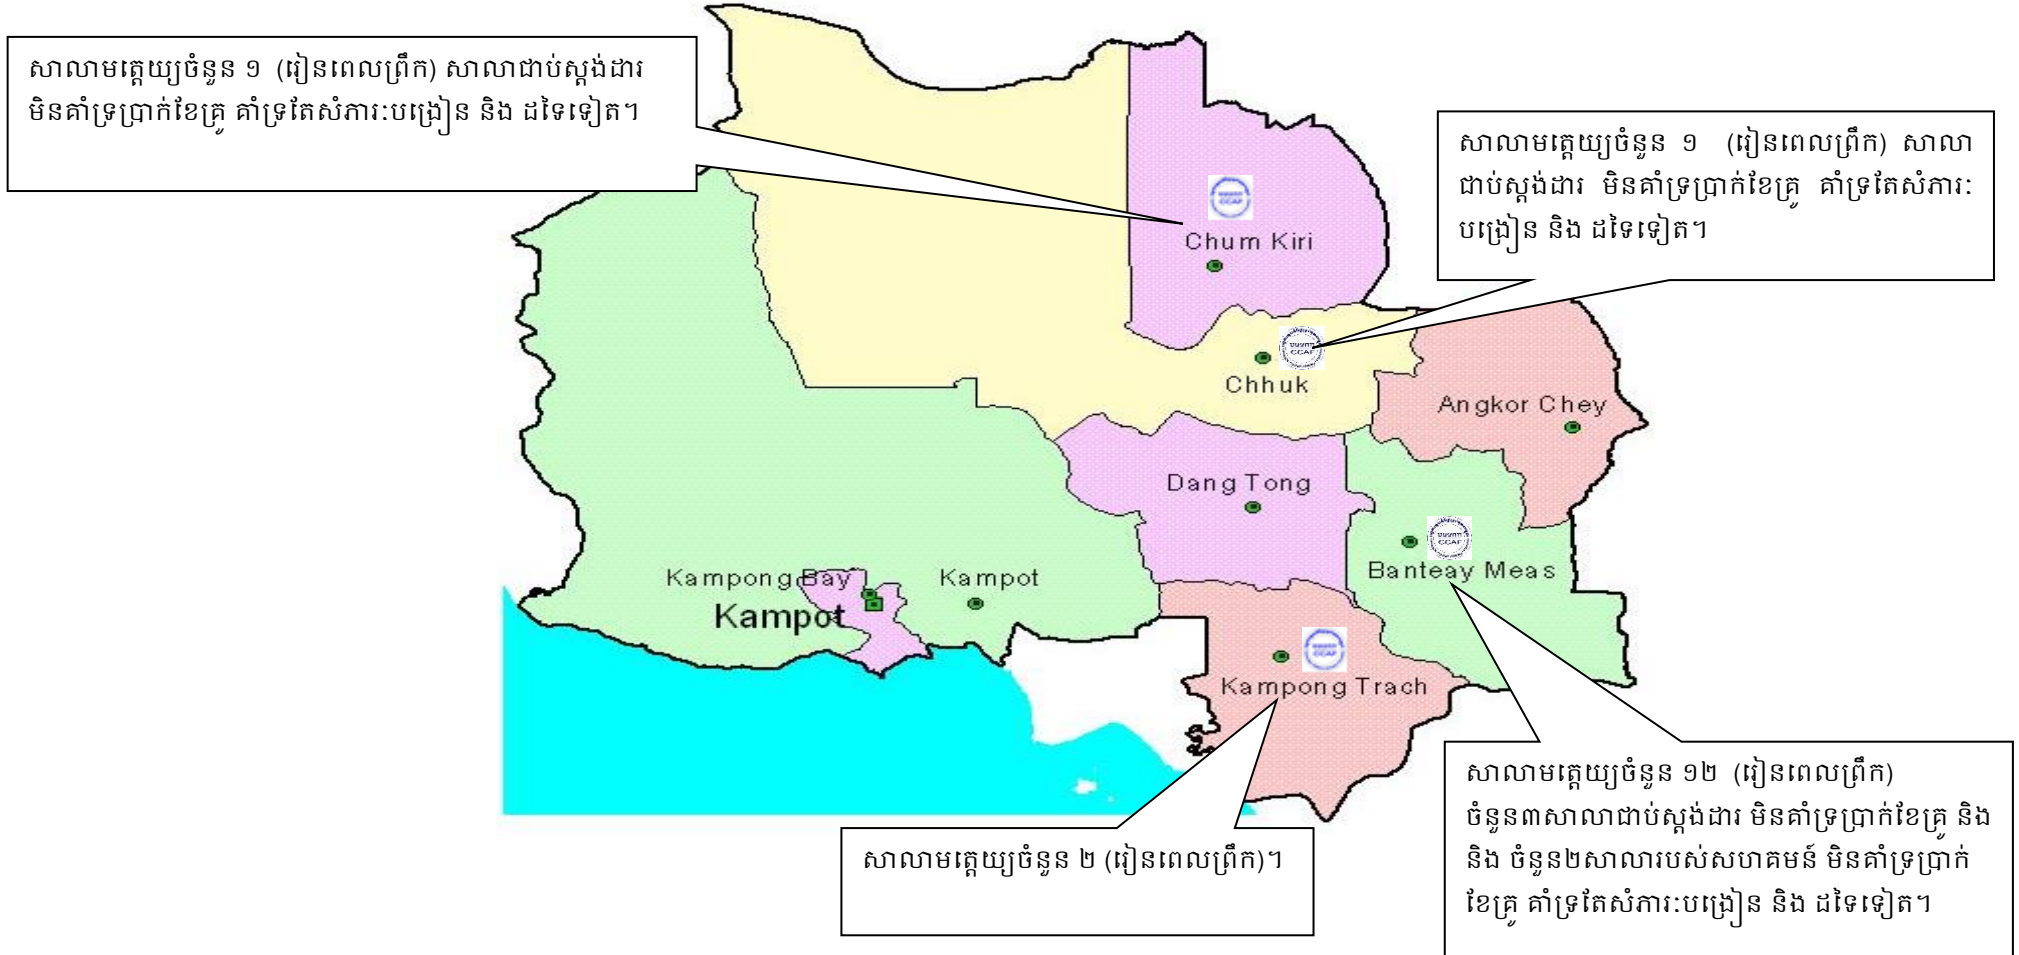 សាលាមត្តេយ្យចំនួន ១ (រៀនពេលព្រឹក) សាលាជាប់ស្តង់ដារ
មិនគាំទ្រប្រាក់ខែគ្រូ គាំទ្រតែសំភារៈបង្រៀន និង ដទៃទៀត។
សាលាមត្តេយ្យចំនួន ១ (រៀនពេលព្រឹក) សាលា
ជាប់ស្តង់ដារ មិនគាំទ្រប្រាក់ខែគ្រូ គាំទ្រតែសំភារៈ
បង្រៀន និង ដទៃទៀត។
CCAF
Chum Kiri
CCAF
Chhuk
Angkor Chey
Dang Tong
CCAF
Banteay Meas
Kampong Bay
Kampot
Kampot
CCAF
Kampong Trach
សាលាមត្តេយ្យចំនួន ២ (រៀនពេលព្រឹក)។
សាលាមត្តេយ្យចំនួន ១២ (រៀនពេលព្រឹក)
ចំនួន៣សាលាជាប់ស្តង់ដារ មិនគាំទ្រប្រាក់ខែគ្រូ និង
និង ចំនួន២សាលារបស់សហគមន៍ មិនគាំទ្រប្រាក់
ខែគ្រូ គាំទ្រតែសំភារៈបង្រៀន និង ដទៃទៀត។